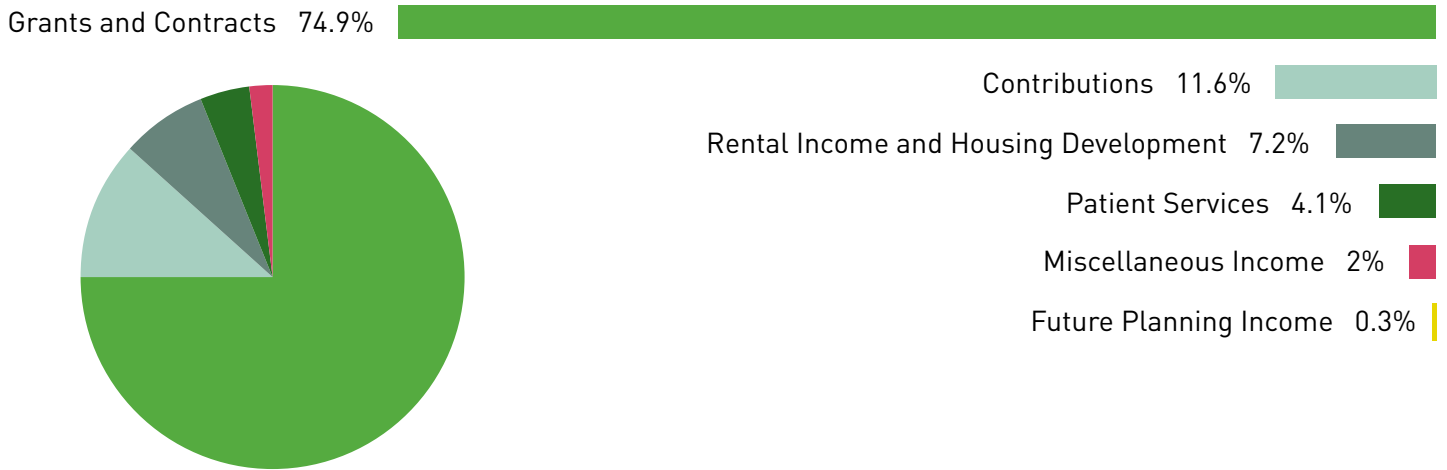 Grants and Contracts 74.9%
Contributions 11.6%
Rental Income and Housing Development 7.2%
Patient Services 4.1%
Miscellaneous Income 2%
Future Planning Income 0.3%